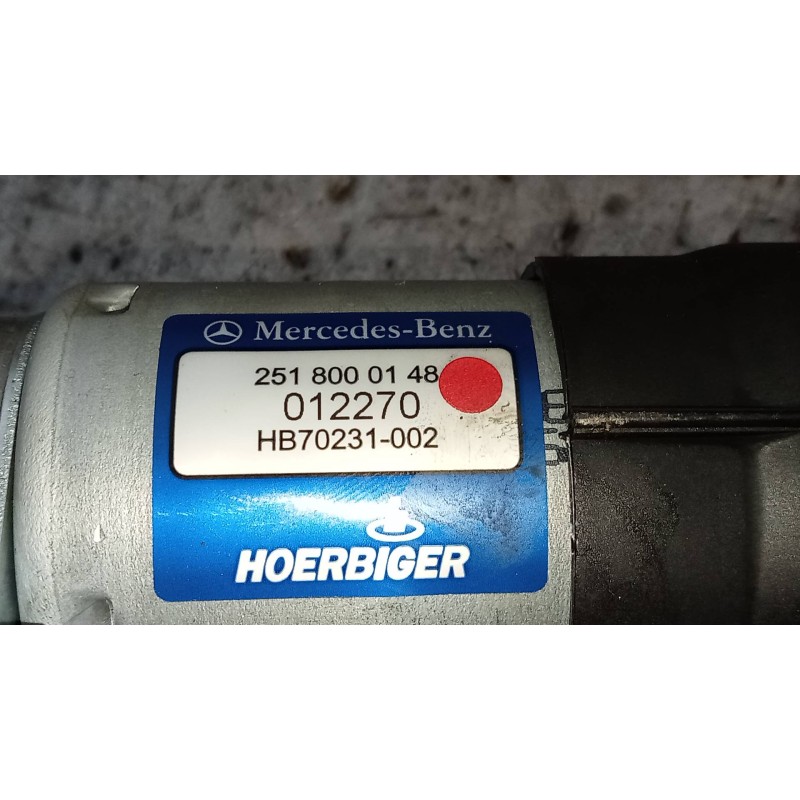 Mercedes-Benz
251 800 01 48
012270
HB70231-002
HOERBIGER